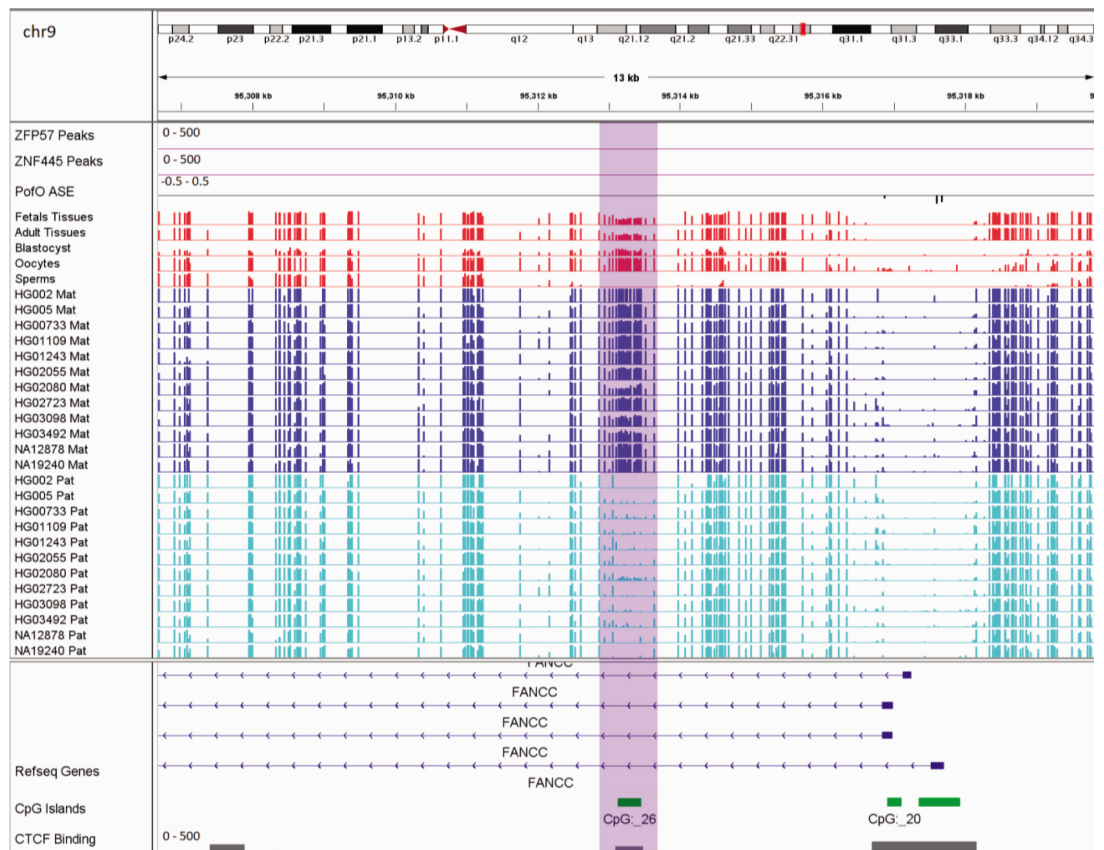 chr9
p24.2 p23 p22.2 p21.3 p21.1 p13.2 p11.1 q12 q13 q21.12 q21.2 q21.33 q22.31 q31.1 q31.3 q33.1 q33.3 q34.12 q34.3
13 kb
95,308 kb 95,310 kb 95,312 kb 95,314 kb 95,316 kb 95,318 kb 9
ZFP57 Peaks 0 - 500
ZNF445 Peaks 0 - 500
PofO ASE -0.5 - 0.5
Fetals Tissues
Adult Tissues
Blastocyst
Oocytes
Sperms
HG002 Mat
HG005 Mat
HG00733 Mat
HG01109 Mat
HG01243 Mat
HG02055 Mat
HG02080 Mat
HG02723 Mat
HG03098 Mat
HG03492 Mat
NA12878 Mat
NA19240 Mat
HG002 Pat
HG005 Pat
HG00733 Pat
HG01109 Pat
HG01243 Pat
HG02055 Pat
HG02080 Pat
HG02723 Pat
HG03098 Pat
HG03492 Pat
NA12878 Pat
NA19240 Pat
FANCC
FANCC
FANCC
FANCC
Refseq Genes
FANCC
CpG Islands
CpG:_26 CpG:_20
CTCF Binding 0 - 500